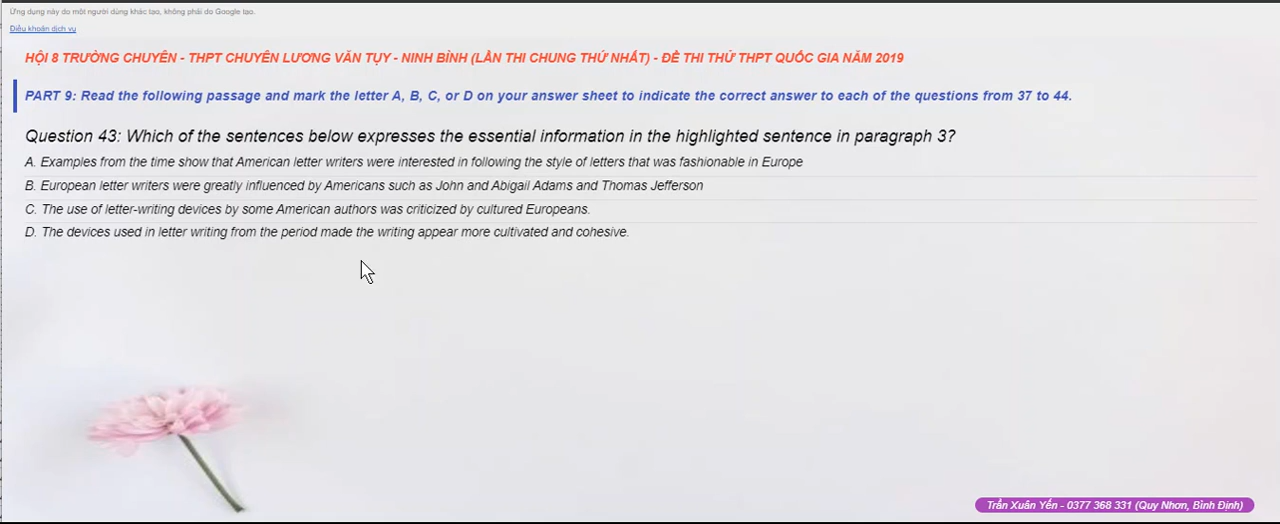 Ứng dụng này do một người dùng khác tạo, không phải do Google tạo.
Điều khoản dịch vụ
HỘI 8 TRƯỜNG CHUYÊN - THPT CHUYÊN LƯƠNG VĂN TỤY - NINH BÌNH (LẦN THI CHUNG THỨ NHẤT) - ĐỀ THI THỬ THPT QUỐC GIA NĂM 2019
PART 9: Read the following passage and mark the letter A, B, C, or D on your answer sheet to indicate the correct answer to each of the questions from 37 to 44.
Question 43: Which of the sentences below expresses the essential information in the highlighted sentence in paragraph 3?
A. Examples from the time show that American letter writers were interested in following the style of letters that was fashionable in Europe
B. European letter writers were greatly influenced by Americans such as John and Abigail Adams and Thomas Jefferson
C. The use of letter-writing devices by some American authors was criticized by cultured Europeans.
D. The devices used in letter writing from the period made the writing appear more cultivated and cohesive.
Trần Xuân Yến - 0377 368 331 (Quy Nhơn, Bình Định)